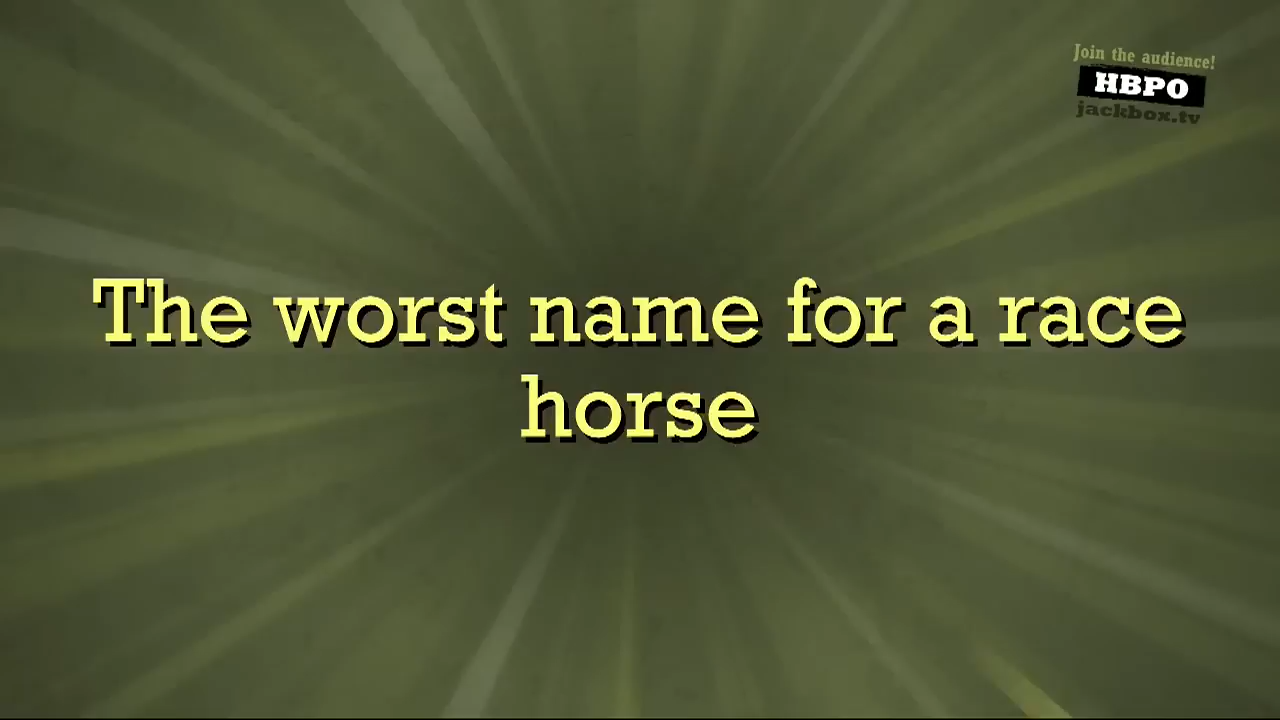 Join the audience!
HBPO
jackbox.tv
The worst name for a race
horse